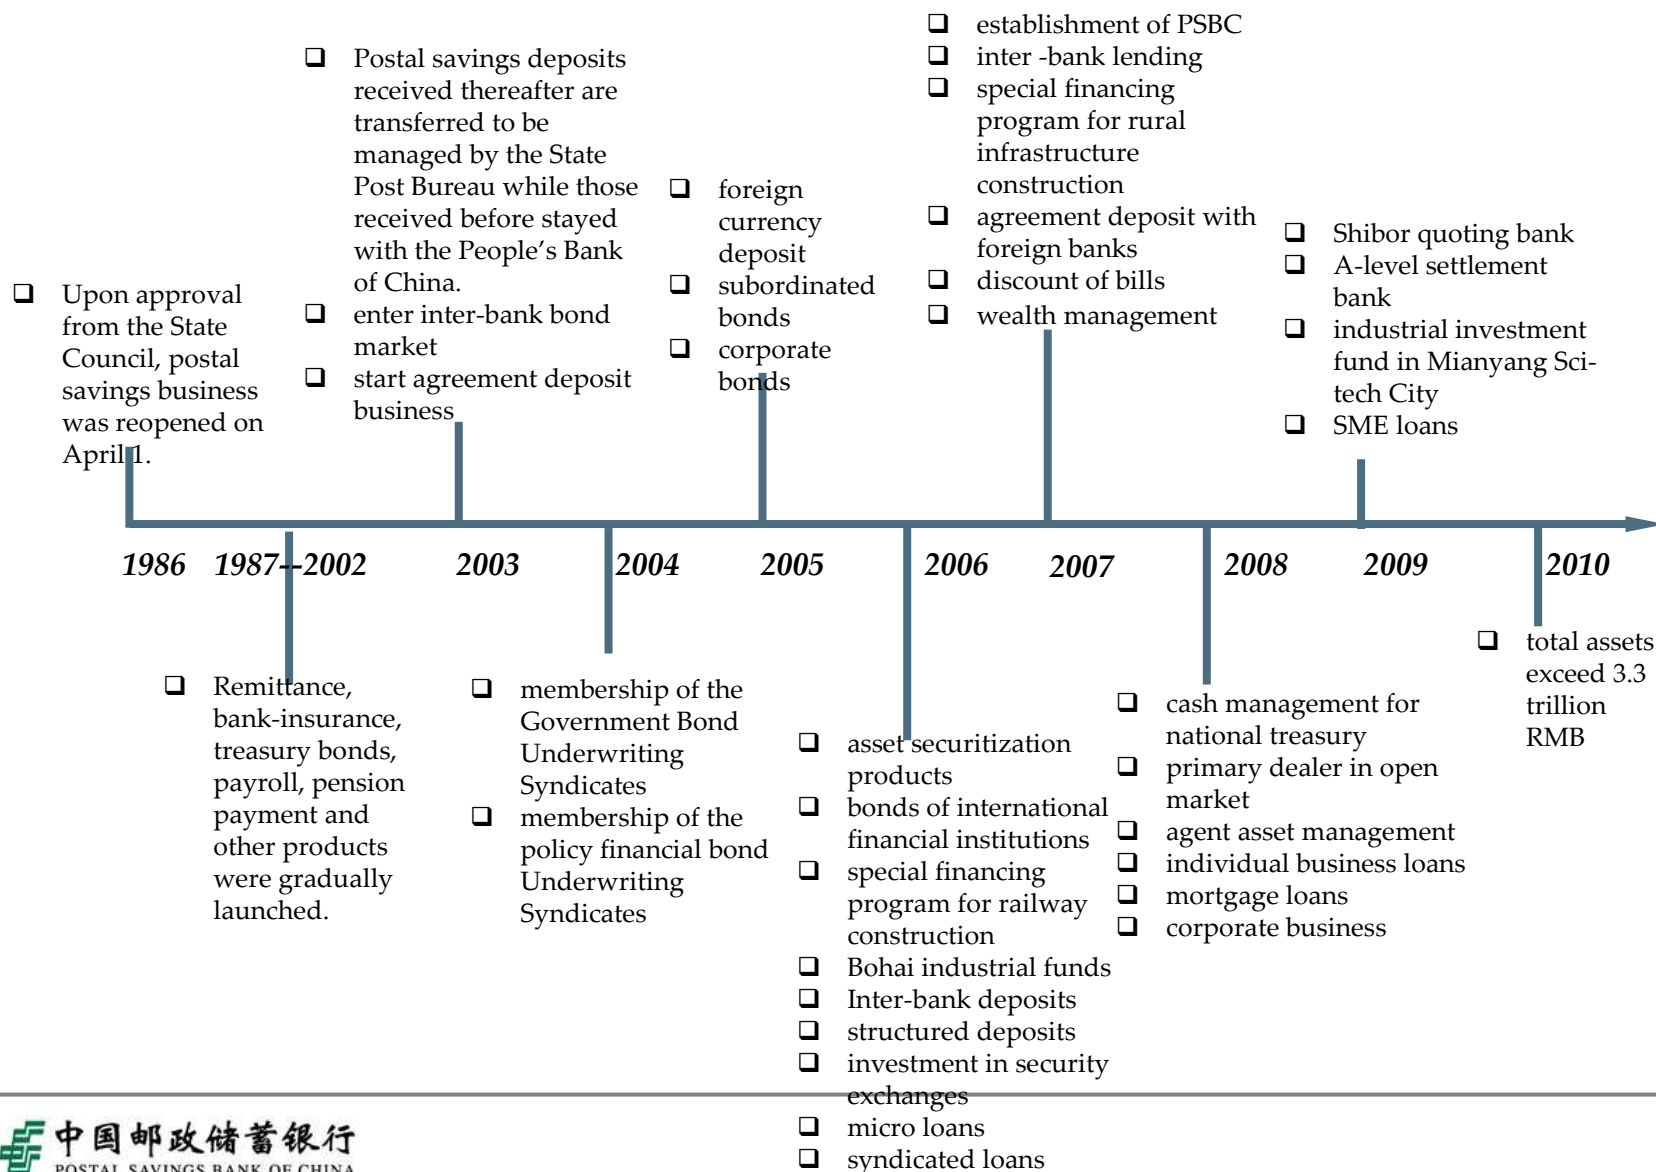 ❑ Upon approval
from the State
Council, postal
savings business
was reopened on
April 1.
❑ Postal savings deposits
received thereafter are
transferred to be
managed by the State
Post Bureau while those
received before stayed
with the People’s Bank
of China.
❑ enter inter-bank bond
market
❑ start agreement deposit
business
❑ foreign
currency
deposit
❑ subordinated
bonds
❑ corporate
bonds
❑ establishment of PSBC
❑ inter -bank lending
❑ special financing
program for rural
infrastructure
construction
❑ agreement deposit with
foreign banks
❑ discount of bills
❑ wealth management
❑ Shibor quoting bank
❑ A-level settlement
bank
❑ industrial investment
fund in Mianyang Sci-
tech City
❑ SME loans
1986 1987--2002 2003 2004 2005 2006 2007 2008 2009 2010
❑ Remittance,
bank-insurance,
treasury bonds,
payroll, pension
payment and
other products
were gradually
launched.
❑ membership of the
Government Bond
Underwriting
Syndicates
❑ membership of the
policy financial bond
Underwriting
Syndicates
❑ asset securitization
products
❑ bonds of international
financial institutions
❑ special financing
program for railway
construction
❑ Bohai industrial funds
❑ Inter-bank deposits
❑ structured deposits
❑ investment in security
exchanges
❑ micro loans
❑ syndicated loans
❑ cash management for
national treasury
❑ primary dealer in open
market
❑ agent asset management
❑ individual business loans
❑ mortgage loans
❑ corporate business
❑ total assets
exceed 3.3
trillion
RMB
中国邮政储蓄银行
POSTAL SAVINGS BANK OF CHINA